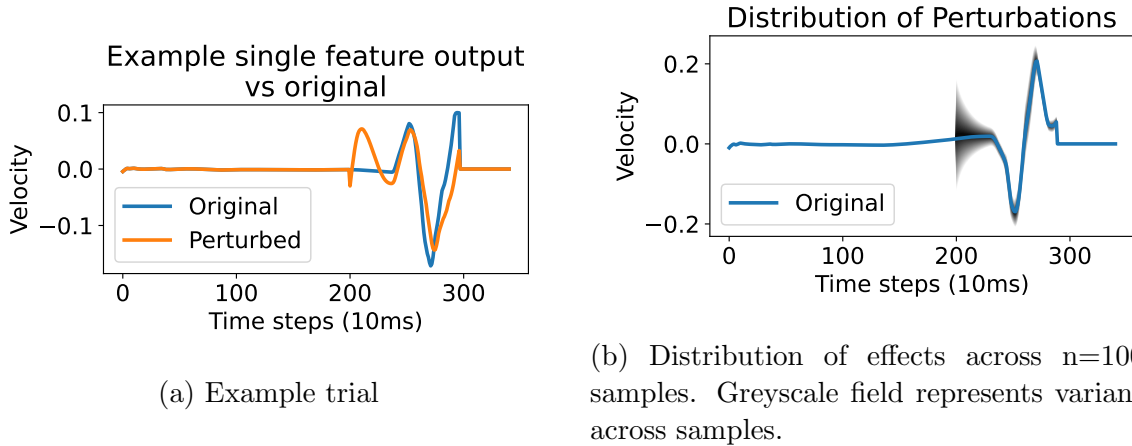 Example single feature output
vs original
0.1
0.0
−0.1
Velocity
Original
Perturbed
0 100 200 300
Time steps (10ms)
(a) Example trial
Distribution of Perturbations
0.2
0.0
−0.2
Velocity
Original
0 100 200 300
Time steps (10ms)
(b) Distribution of effects across
samples. Greyscale field represents
across samples.